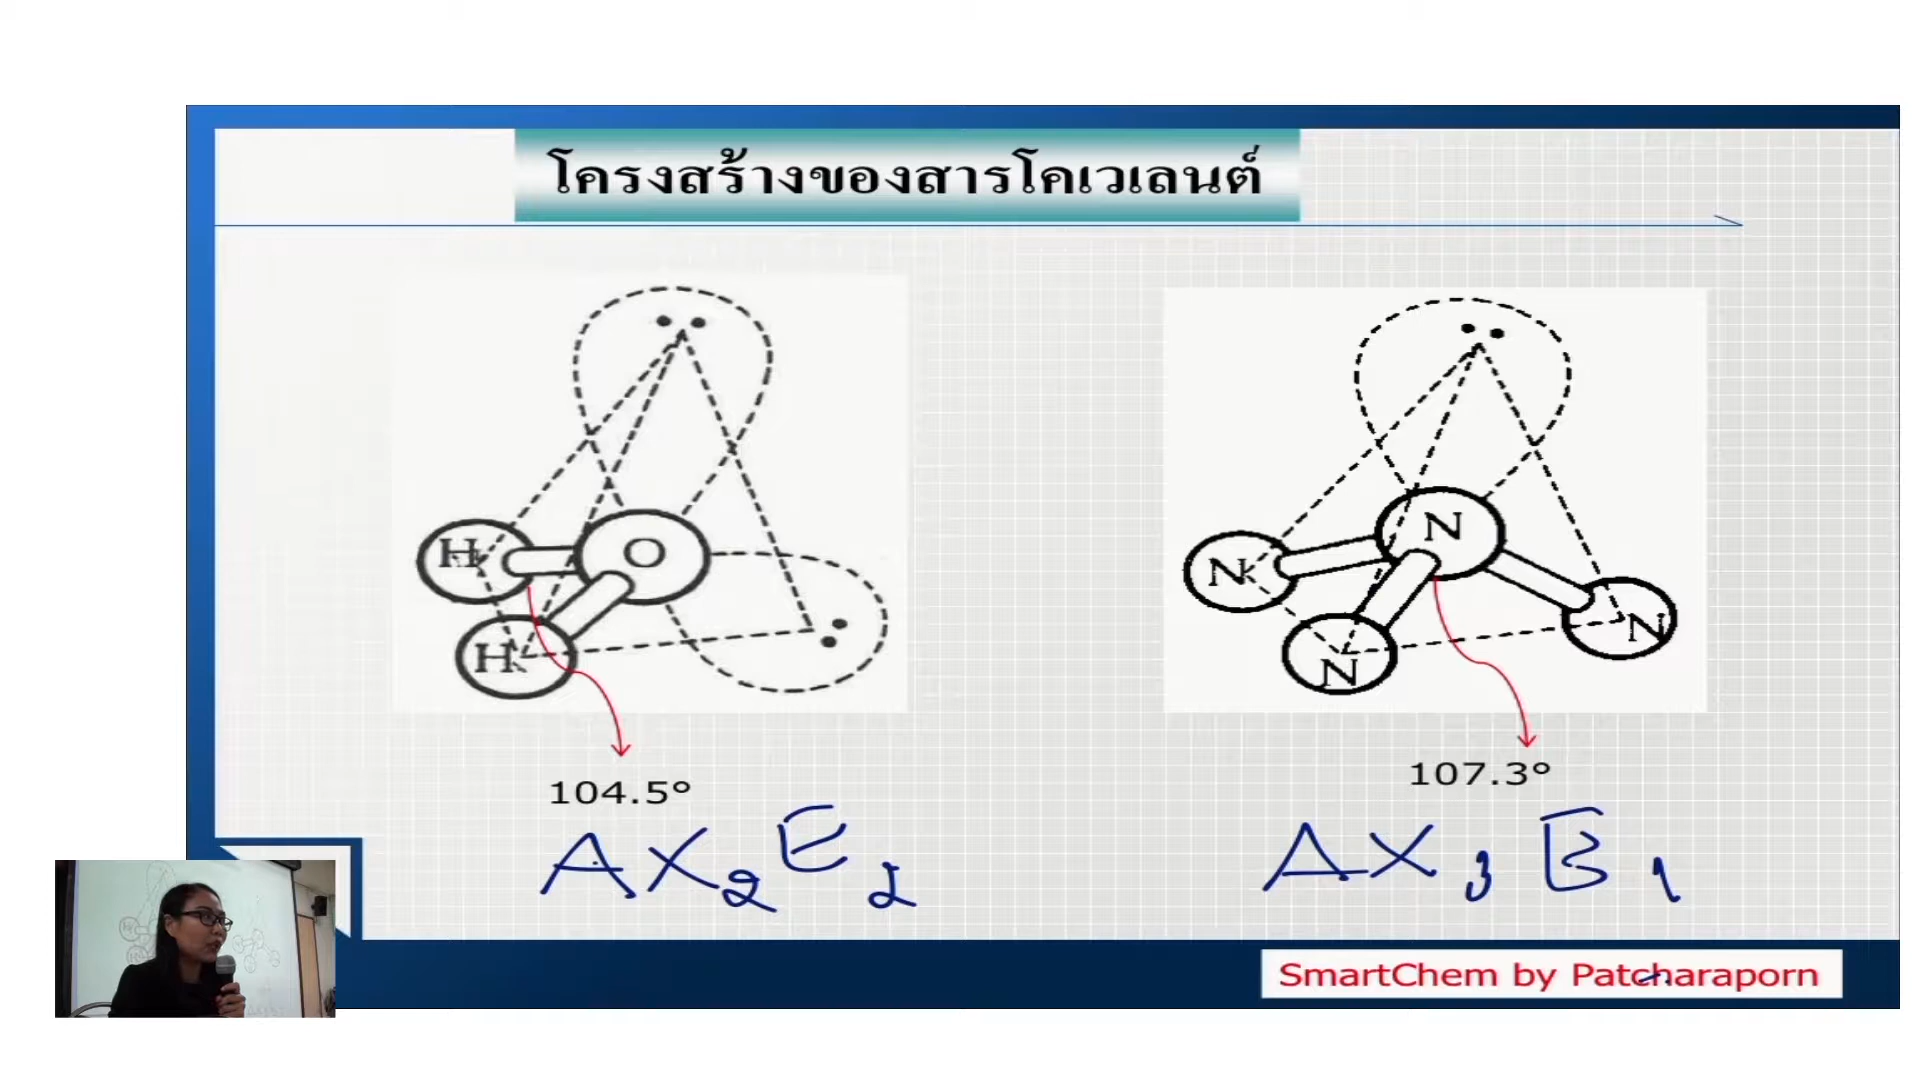 โครงสร้างของสารโคเวเลนต์
H O
H
N
N
N
N
104.5°
107.3°
AX2E2
AX3E1
SmartChem by Patcharaporn